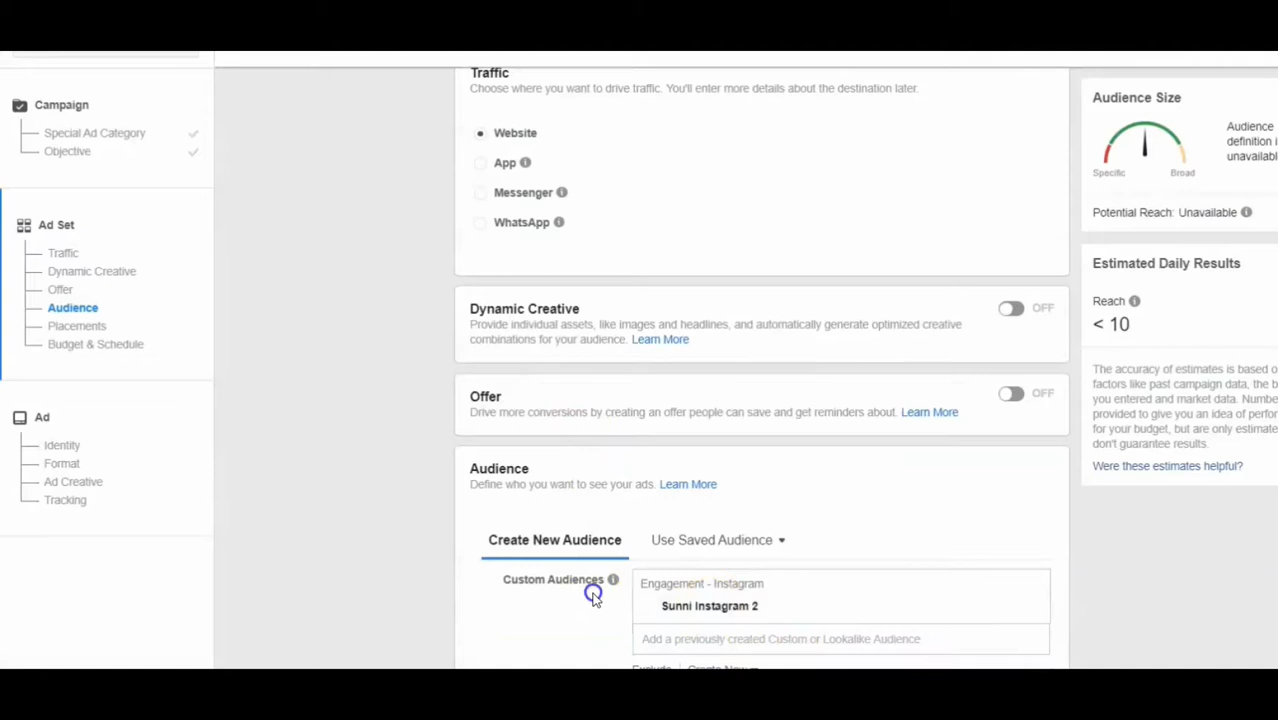 Campaign
Special Ad Category
Objective
Ad Set
Traffic
Dynamic Creative
Offer
Audience
Placements
Budget & Schedule
Ad
Identity
Format
Ad Creative
Tracking
Traffic
Choose where you want to drive traffic. You'll enter more details about the destination later.
Website
App
Messenger
WhatsApp
Dynamic Creative
OFF
Provide individual assets, like images and headlines, and automatically generate optimized creative
combinations for your audience. Learn More
Offer
OFF
Drive more conversions by creating an offer people can save and get reminders about. Learn More
Audience
Define who you want to see your ads. Learn More
Create New Audience
Use Saved Audience
Custom Audiences
Engagement - Instagram
Sunni Instagram 2
Add a previously created Custom or Lookalike Audience
Exclude | Create New
Audience Size
Audience
definition i
unavailabl
Specific
Broad
Potential Reach: Unavailable
Estimated Daily Results
Reach
< 10
The accuracy of estimates is based o
factors like past campaign data, the b
you entered and market data. Number
provided to give you an idea of perfor
for your budget, but are only estimate
don't guarantee results.
Were these estimates helpful?